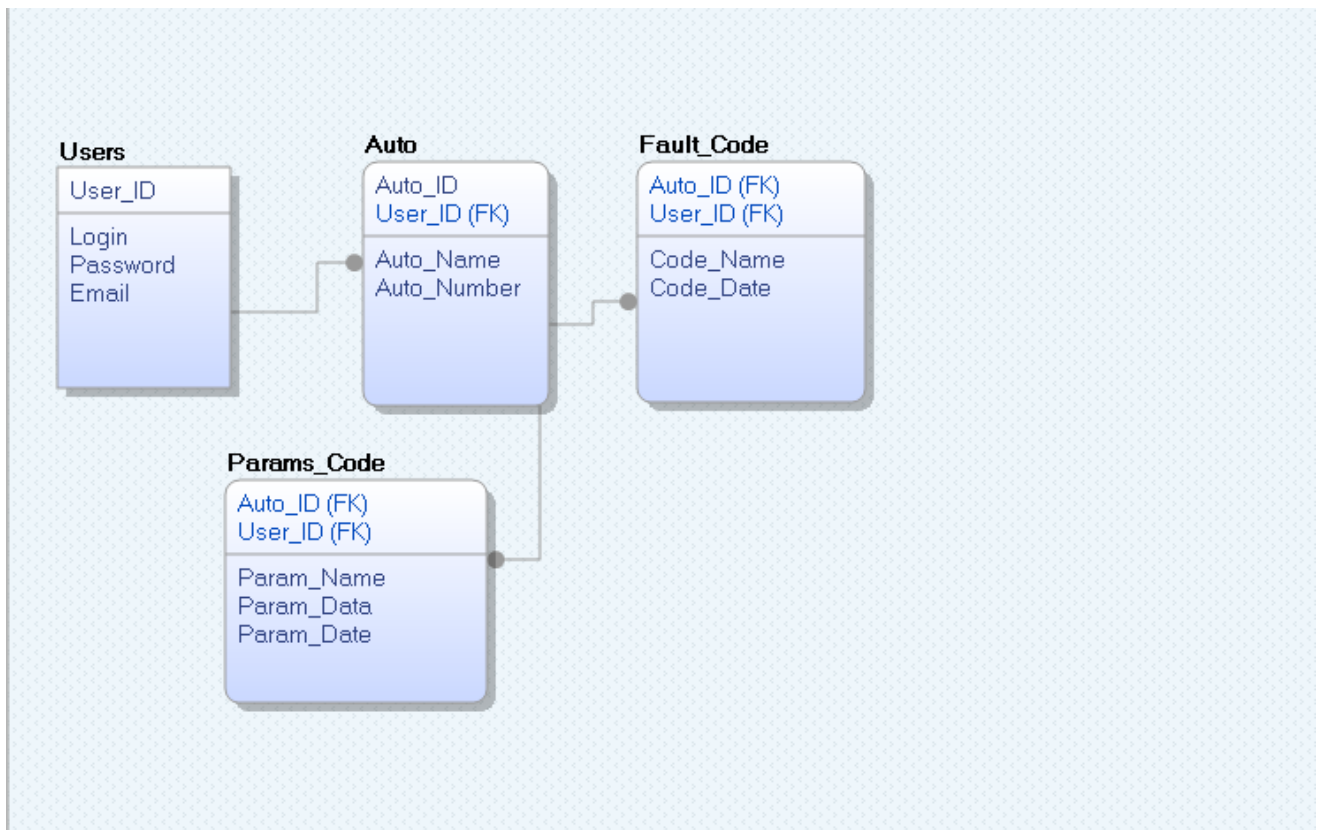 Users
User_ID
Login
Password
Email
Auto
Auto_ID
User_ID (FK)
Auto_Name
Auto_Number
Fault_Code
Auto_ID (FK)
User_ID (FK)
Code_Name
Code_Date
Params_Code
Auto_ID (FK)
User_ID (FK)
Param_Name
Param_Data
Param_Date